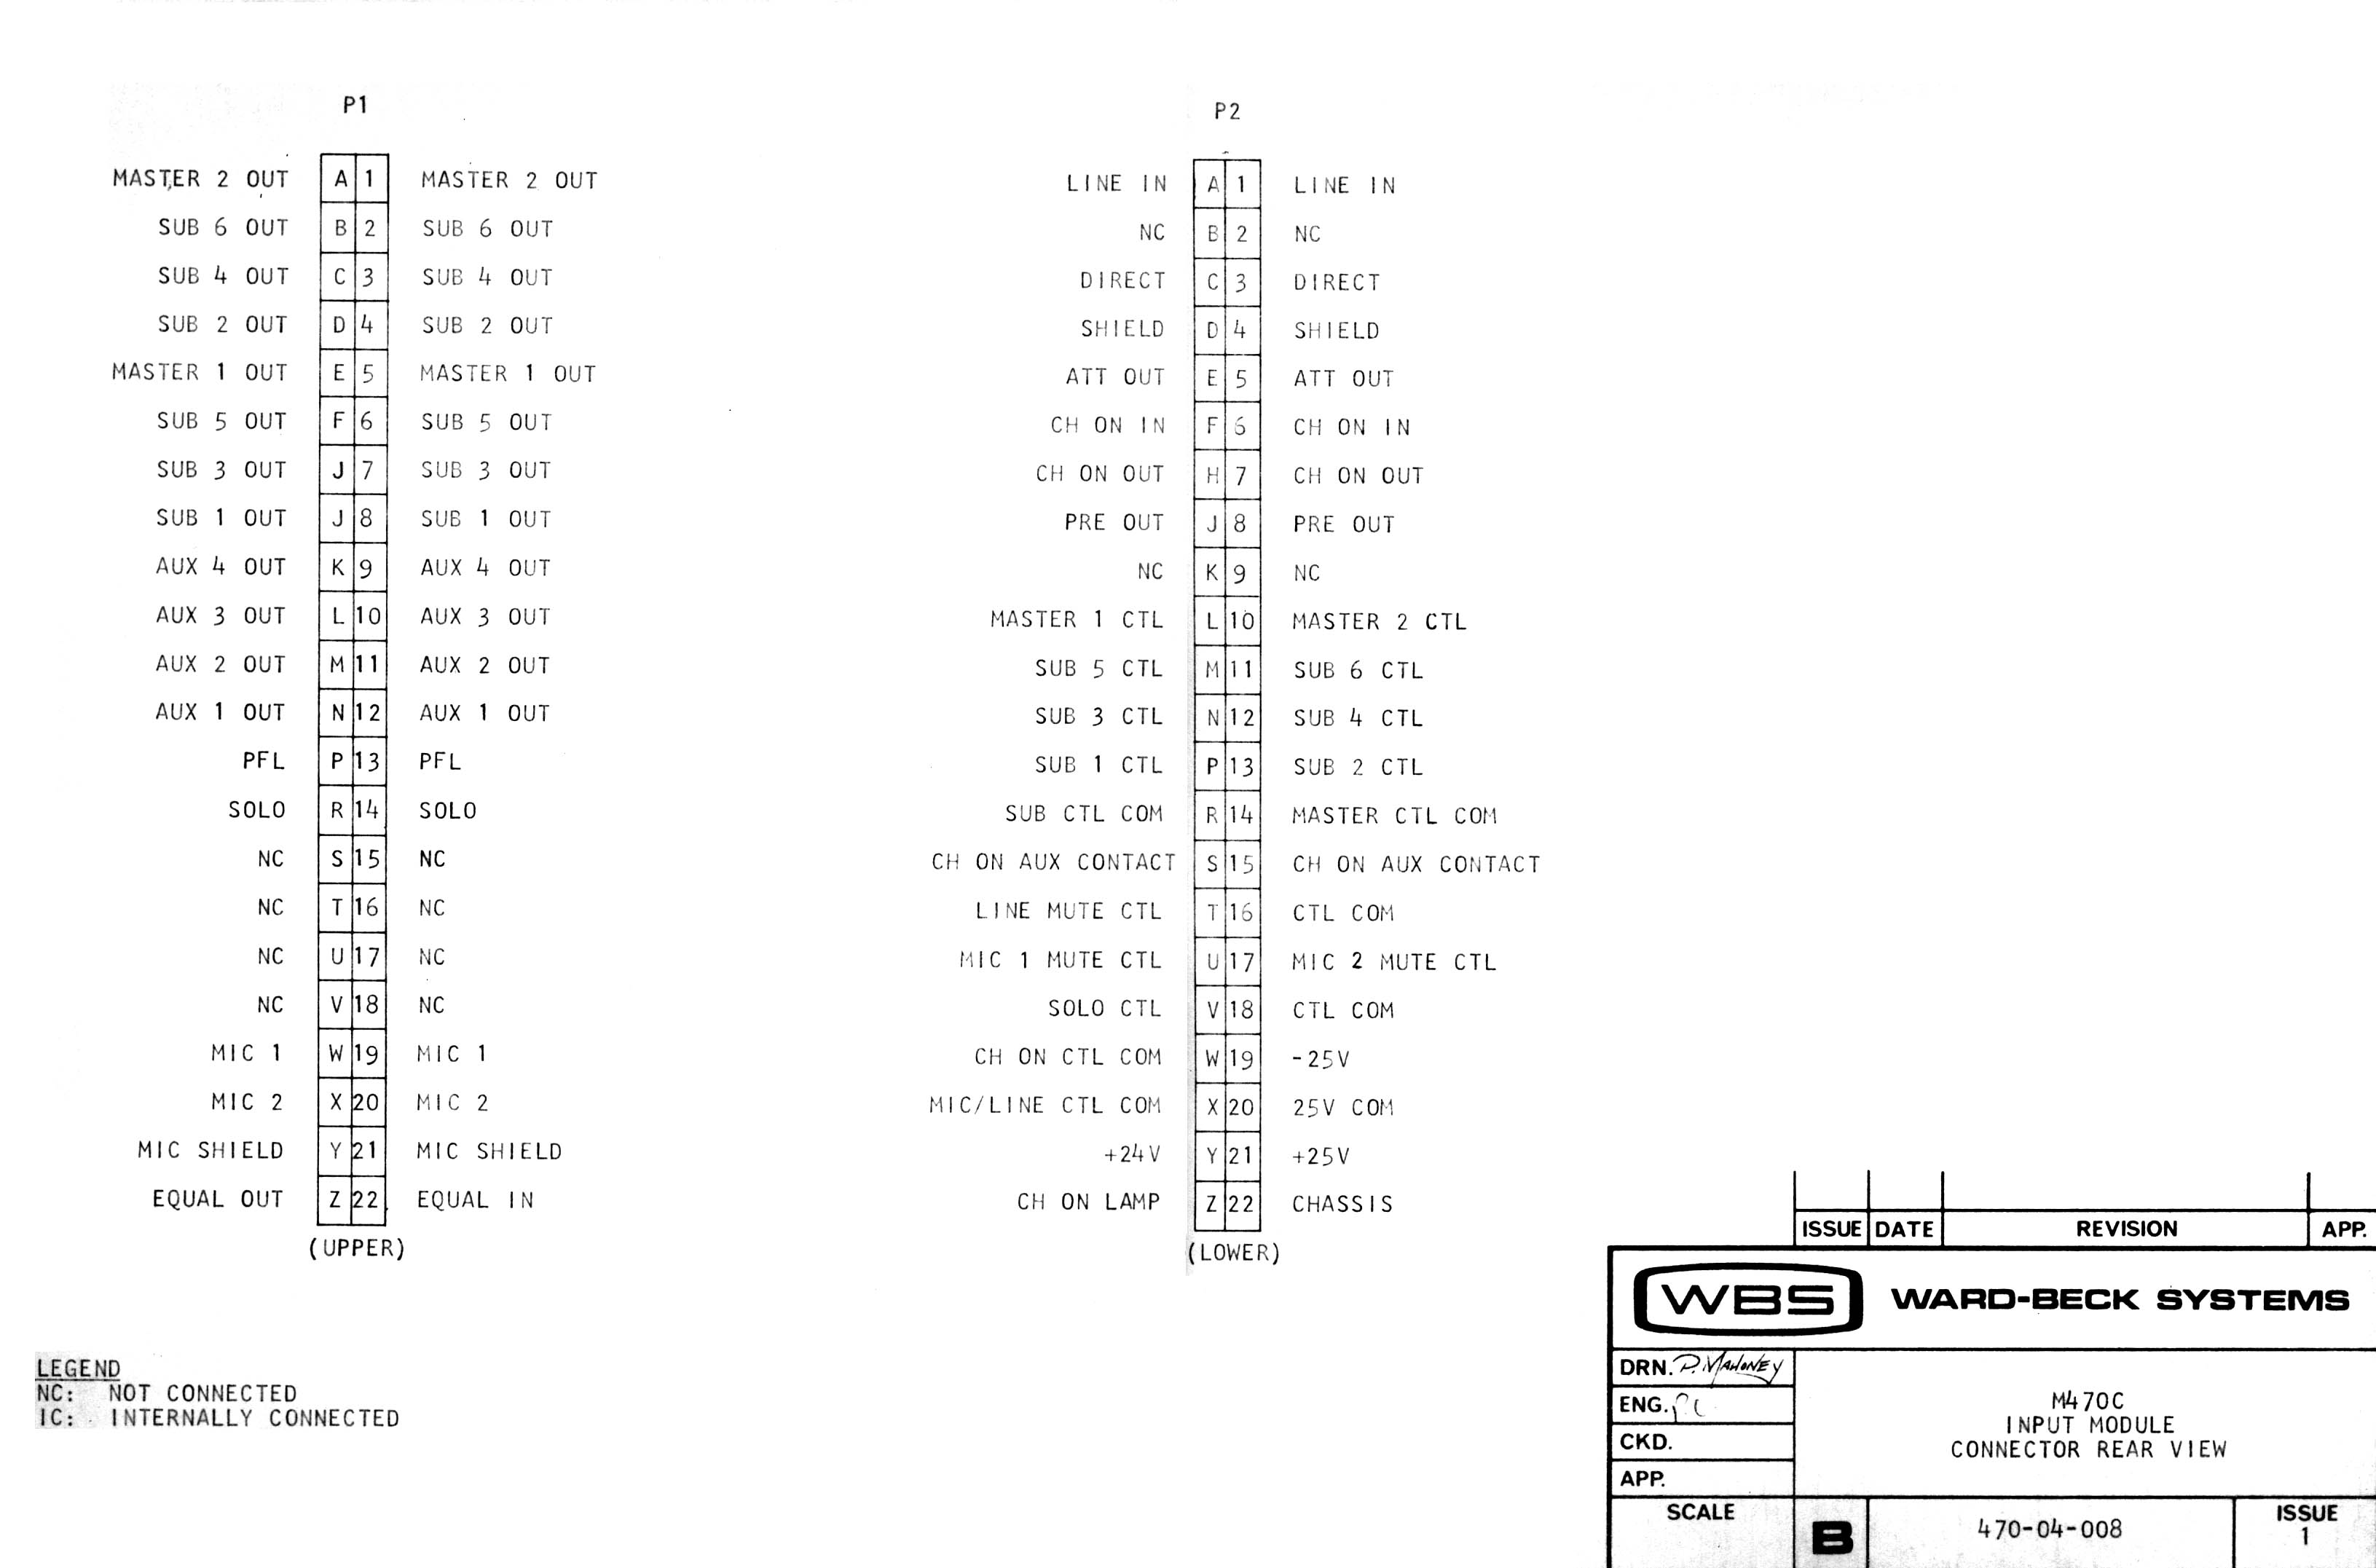 P1
MASTER 2 OUT A 1 MASTER 2 OUT
SUB 6 OUT B 2 SUB 6 OUT
SUB 4 OUT C 3 SUB 4 OUT
SUB 2 OUT D 4 SUB 2 OUT
MASTER 1 OUT E 5 MASTER 1 OUT
SUB 5 OUT F 6 SUB 5 OUT
SUB 3 OUT J 7 SUB 3 OUT
SUB 1 OUT J 8 SUB 1 OUT
AUX 4 OUT K 9 AUX 4 OUT
AUX 3 OUT L 10 AUX 3 OUT
AUX 2 OUT M 11 AUX 2 OUT
AUX 1 OUT N 12 AUX 1 OUT
PFL P 13 PFL
SOLO R 14 SOLO
NC S 15 NC
NC T 16 NC
NC U 17 NC
NC V 18 NC
MIC 1 W 19 MIC 1
MIC 2 X 20 MIC 2
MIC SHIELD Y 21 MIC SHIELD
EQUAL OUT Z 22 EQUAL IN
(UPPER)
P2
LINE IN A 1 LINE IN
NC B 2 NC
DIRECT C 3 DIRECT
SHIELD D 4 SHIELD
ATT OUT E 5 ATT OUT
CH ON IN F 6 CH ON IN
CH ON OUT H 7 CH ON OUT
PRE OUT J 8 PRE OUT
NC K 9 NC
MASTER 1 CTL L 10 MASTER 2 CTL
SUB 5 CTL M 11 SUB 6 CTL
SUB 3 CTL N 12 SUB 4 CTL
SUB 1 CTL P 13 SUB 2 CTL
SUB CTL COM R 14 MASTER CTL COM
CH ON AUX CONTACT S 15 CH ON AUX CONTACT
LINE MUTE CTL T 16 CTL COM
MIC 1 MUTE CTL U 17 MIC 2 MUTE CTL
SOLO CTL V 18 CTL COM
CH ON CTL COM W 19 -25V
MIC/LINE CTL COM X 20 25V COM
+24V Y 21 +25V
CH ON LAMP Z 22 CHASSIS
(LOWER)
LEGEND
NC: NOT CONNECTED
IC: INTERNALLY CONNECTED
ISSUE DATE REVISION APP.
WBS WARD-BECK SYSTEMS
DRN. P. MAHONEY
ENG.
CKD.
APP.
M470C
INPUT MODULE
CONNECTOR REAR VIEW
SCALE
B
470-04-008
ISSUE
1